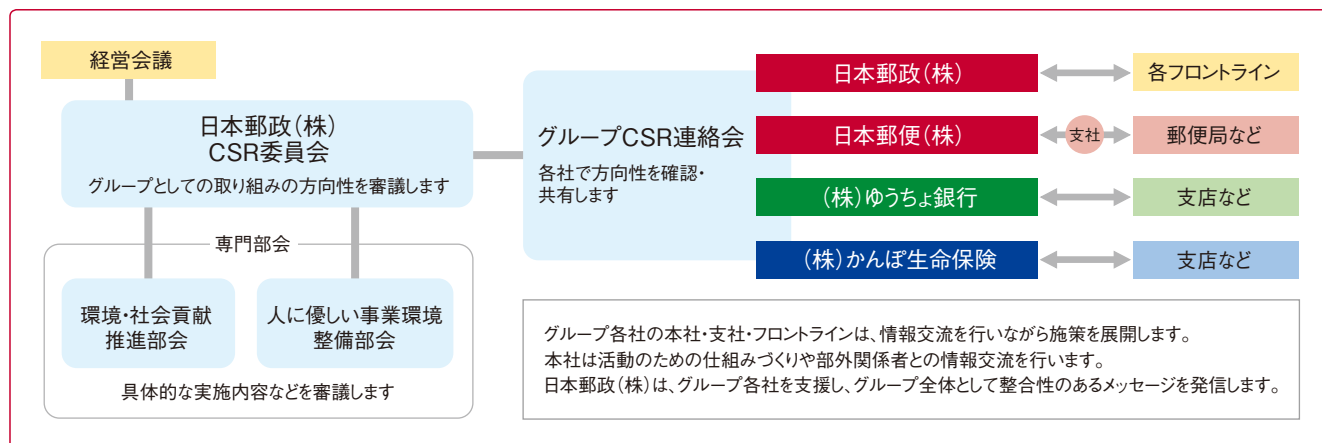 経営会議
日本郵政(株)
CSR委員会
グループとしての取り組みの方向性を審議します
専門部会
環境・社会貢献
推進部会
人に優しい事業環境
整備部会
具体的な実施内容などを審議します
グループCSR連絡会
各社で方向性を確認・
共有します
日本郵政(株)
各フロントライン
日本郵便(株)
支社
郵便局など
(株)ゆうちょ銀行
支店など
(株)かんぽ生命保険
支店など
グループ各社の本社・支社・フロントラインは、情報交流を行いながら施策を展開します。
本社は活動のための仕組みづくりや部外関係者との情報交流を行います。
日本郵政(株)は、グループ各社を支援し、グループ全体として整合性のあるメッセージを発信します。